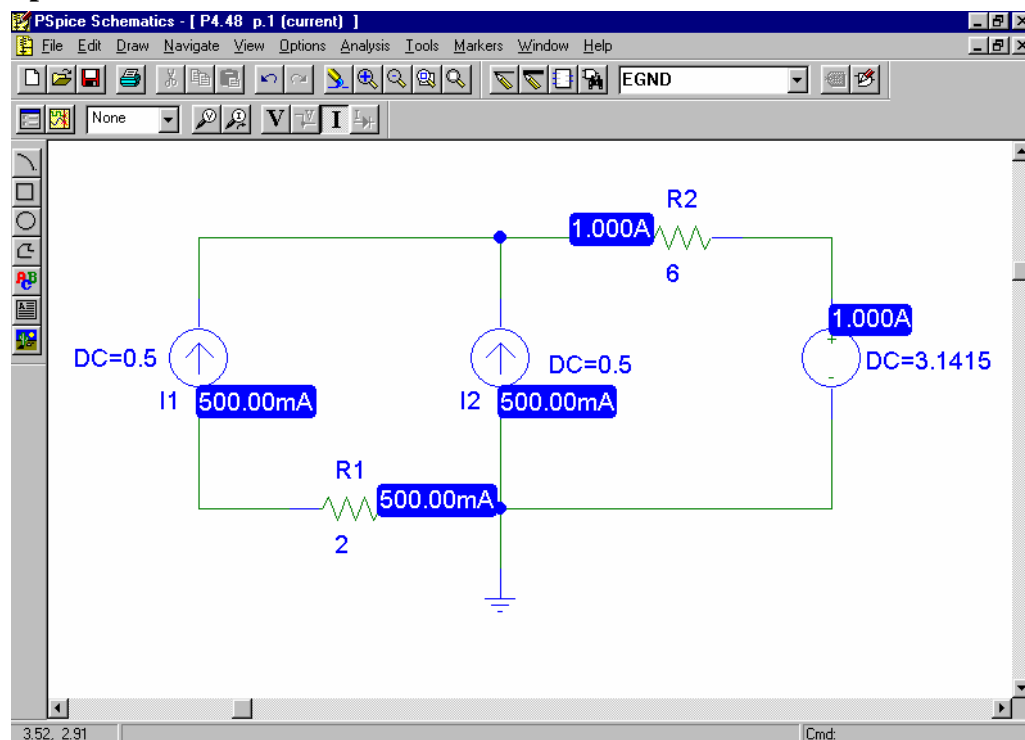 PSpice Schematics - [ P4.48 p.1 (current) ]
File Edit Draw Navigate View Options Analysis Tools Markers Window Help
EGND
None V V I
ABC
R2
1.000A
6
1.000A
DC=0.5
DC=0.5
DC=3.1415
I1 500.00mA
I2 500.00mA
R1
500.00mA
2
3.52, 2.91 Cmd: